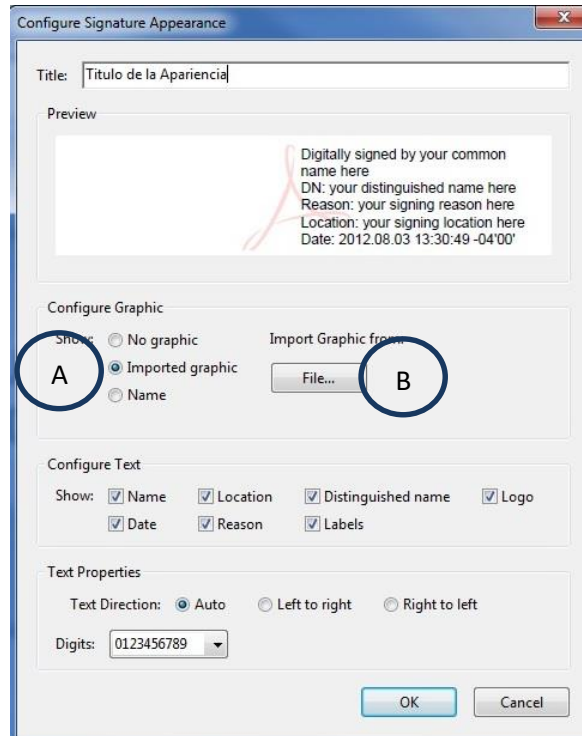 Configure Signature Appearance
Title: Titulo de la Apariencia
Preview
Digitally signed by your common
name here
DN: your distinguished name here
Reason: your signing reason here
Location: your signing location here
Date: 2012.08.03 13:30:49 -04'00'
Configure Graphic
Show: No graphic Import Graphic from:
A Imported graphic File... B
Name
Configure Text
Show: Name Location Distinguished name Logo
Date Reason Labels
Text Properties
Text Direction: Auto Left to right Right to left
Digits: 0123456789
OK Cancel